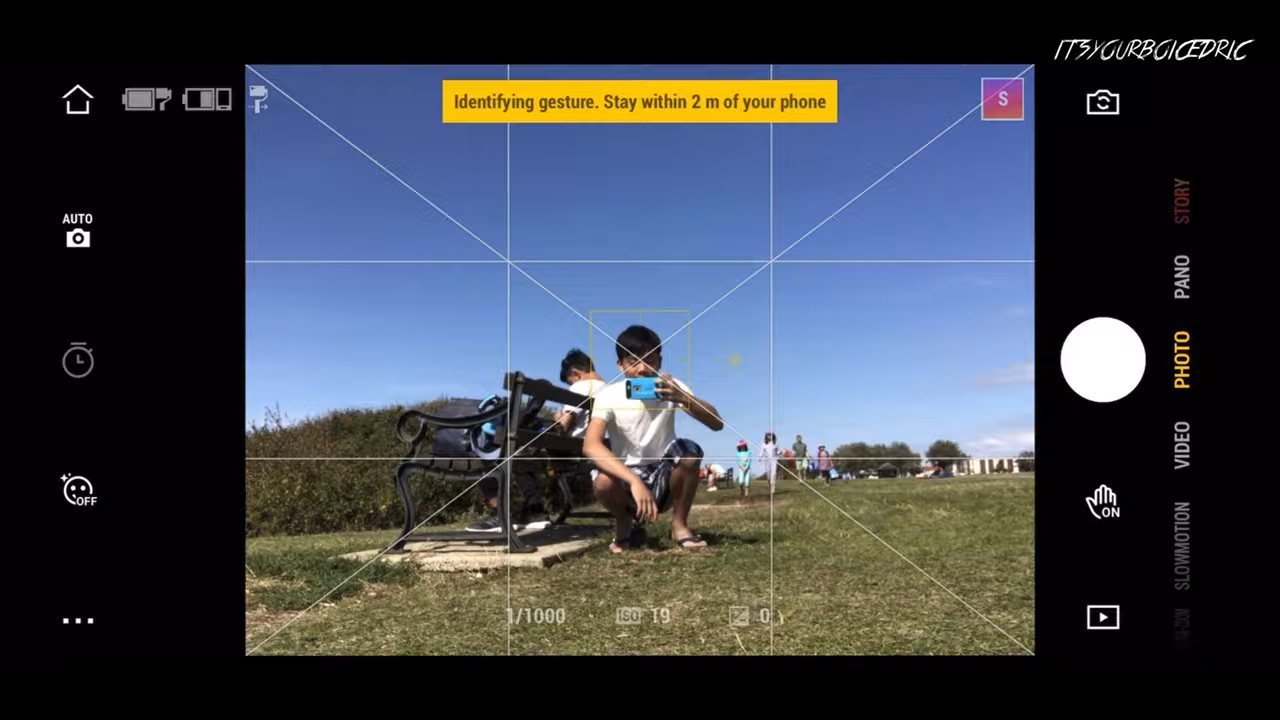 ITSYOURBOICEDRIC
Identifying gesture. Stay within 2 m of your phone
S
AUTO
STORY
PANO
PHOTO
VIDEO
SLOWMOTION
OFF
ON
1/1000
ISO 19
0